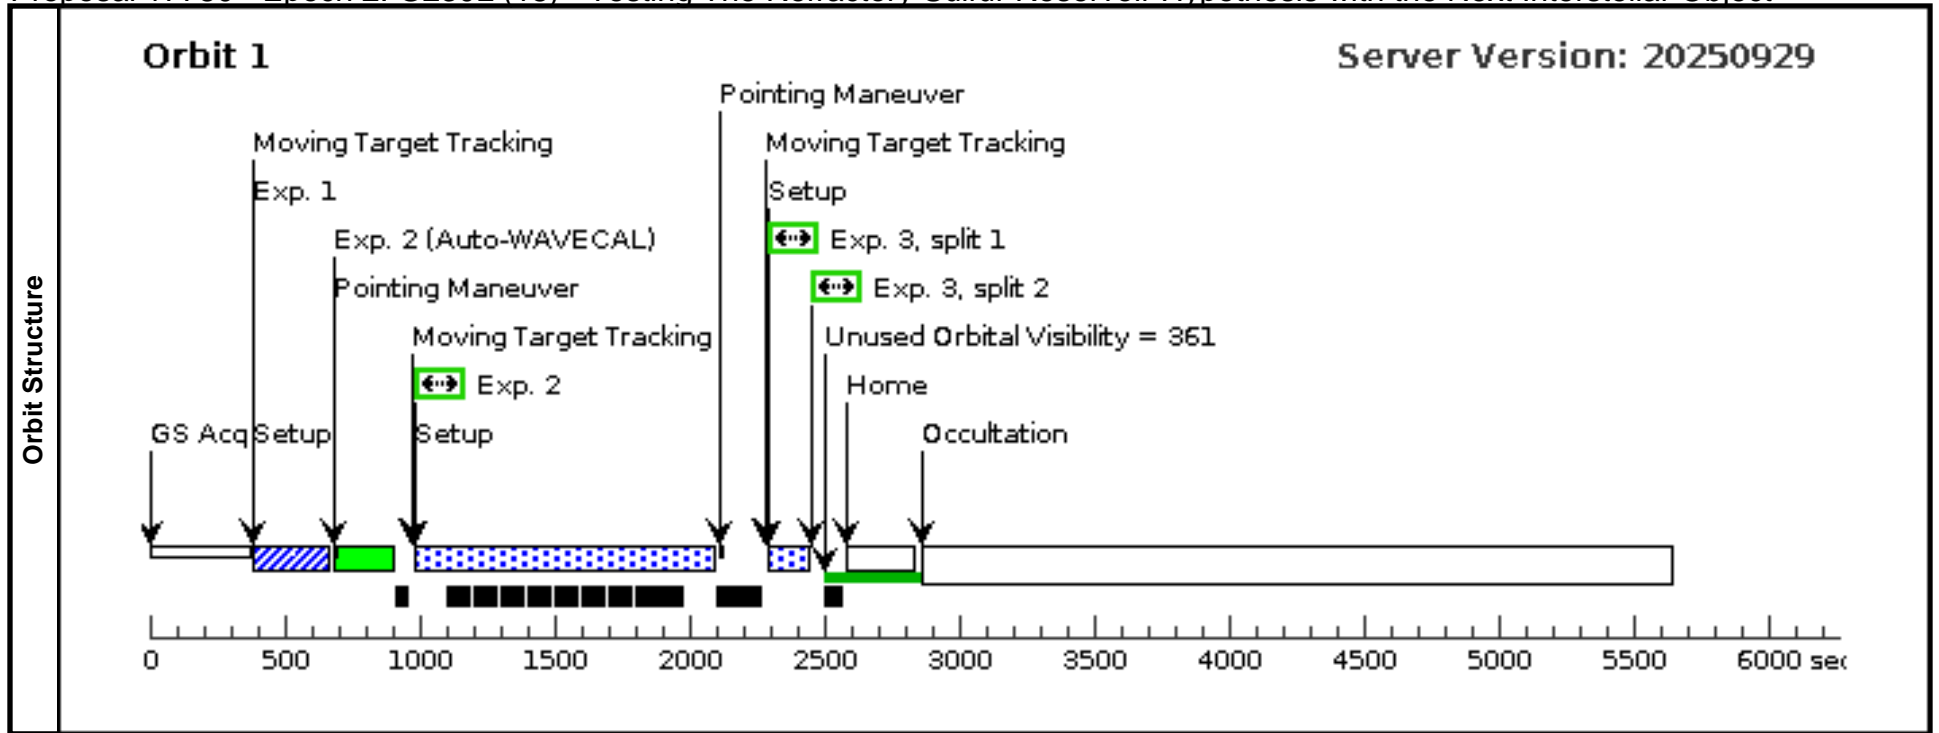 Orbit 1
Server Version: 20250929
Pointing Maneuver
Moving Target Tracking
Moving Target Tracking
Exp. 1
Setup
Exp. 2 (Auto-WAVECAL)
Exp. 3, split 1
Pointing Maneuver
Exp. 3, split 2
Moving Target Tracking
Unused Orbital Visibility = 361
Exp. 2
Home
GS Acq
Setup
Setup
Occultation
Orbit Structure
0 500 1000 1500 2000 2500 3000 3500 4000 4500 5000 5500 6000 sec